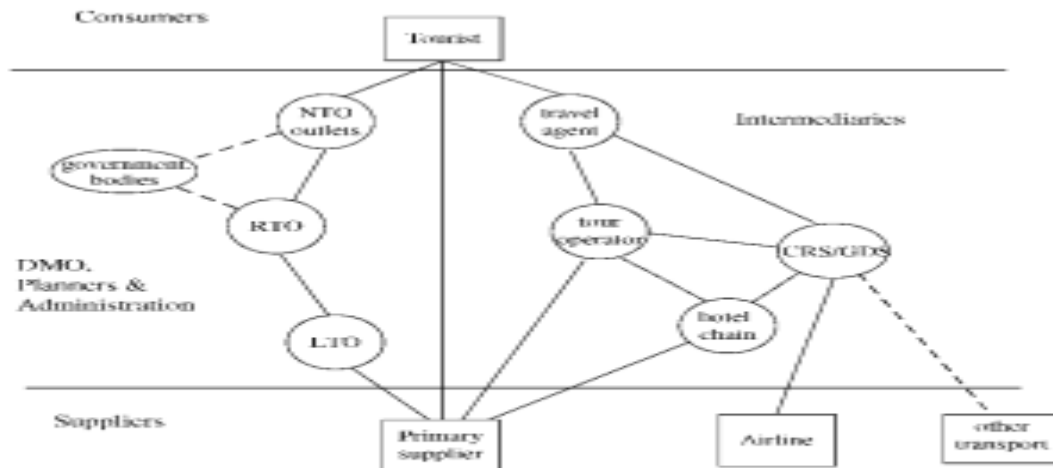 Consumers
Tourist
NTO
outlets
travel
agent
Intermediaries
government
bodies
RTO
tour
operator
CRS/GDS
DMO,
Planners &
Administration
hotel
chain
LTO
Suppliers
Primary
supplier
Airline
other
transport